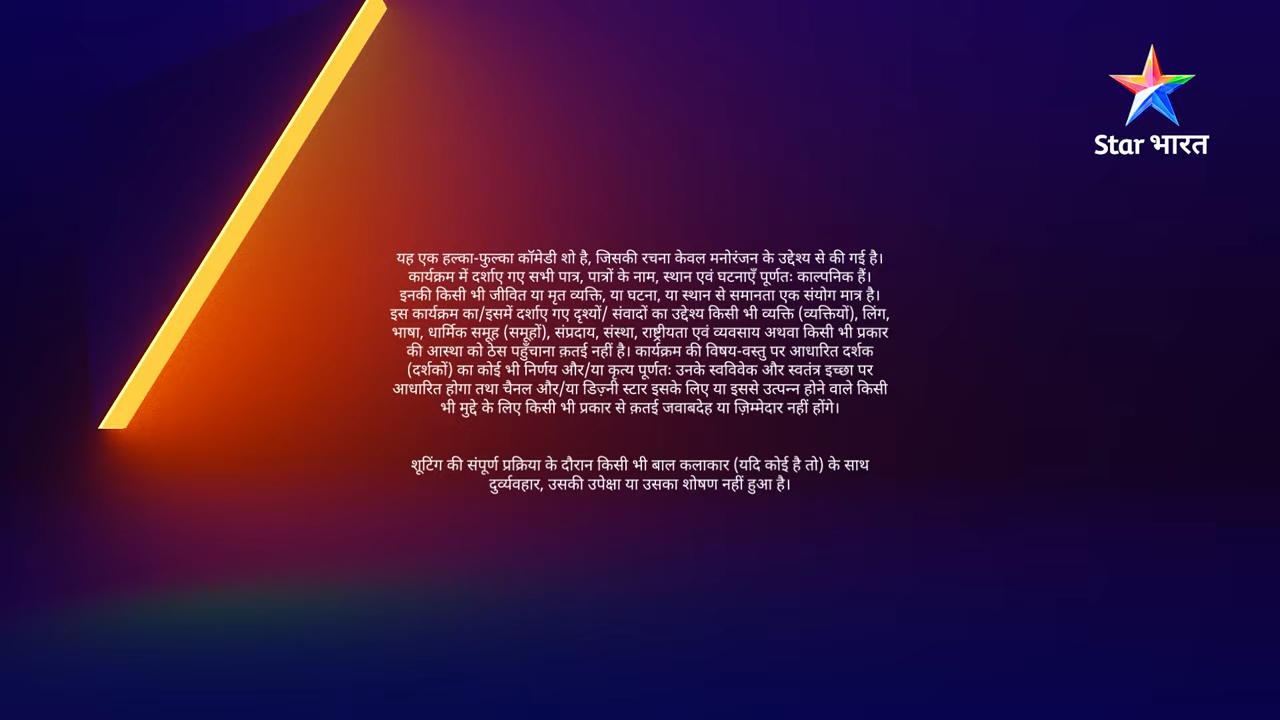 Star भारत
यह एक हल्का-फुल्का कॉमेडी शो है, जिसकी रचना केवल मनोरंजन के उद्देश्य से की गई है।
कार्यक्रम में दर्शाए गए सभी पात्र, पात्रों के नाम, स्थान एवं घटनाएँ पूर्णतः काल्पनिक हैं।
इनकी किसी भी जीवित या मृत व्यक्ति, या घटना, या स्थान से समानता एक संयोग मात्र है।
इस कार्यक्रम का/इसमें दर्शाए गए दृश्यों/ संवादों का उद्देश्य किसी भी व्यक्ति (व्यक्तियों), लिंग,
भाषा, धार्मिक समूह (समूहों), संप्रदाय, संस्था, राष्ट्रीयता एवं व्यवसाय अथवा किसी भी प्रकार
की आस्था को ठेस पहुँचाना क़तई नहीं है। कार्यक्रम की विषय-वस्तु पर आधारित दर्शक
(दर्शकों) का कोई भी निर्णय और/या कृत्य पूर्णतः उनके स्वविवेक और स्वतंत्र इच्छा पर
आधारित होगा तथा चैनल और/या डिज़्नी स्टार इसके लिए या इससे उत्पन्न होने वाले किसी
भी मुद्दे के लिए किसी भी प्रकार से क़तई जवाबदेह या ज़िम्मेदार नहीं होंगे।
शूटिंग की संपूर्ण प्रक्रिया के दौरान किसी भी बाल कलाकार (यदि कोई है तो) के साथ
दुर्व्यवहार, उसकी उपेक्षा या उसका शोषण नहीं हुआ है।